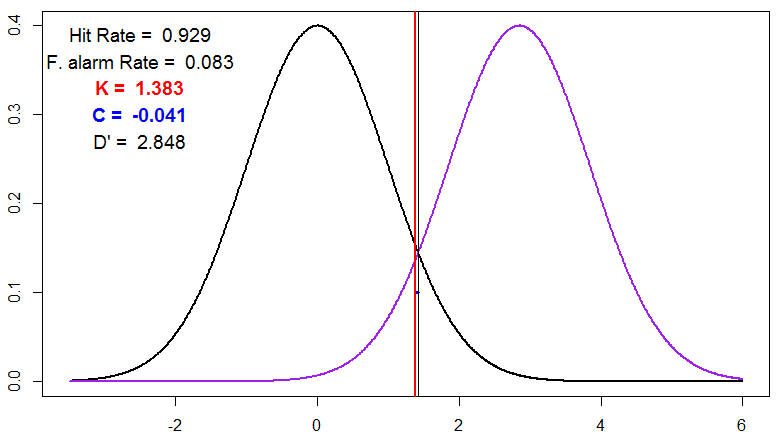 Hit Rate = 0.929
F. alarm Rate = 0.083
K = 1.383
C = -0.041
D' = 2.848
0.4
0.3
0.2
0.1
0.0
-2 0 2 4 6